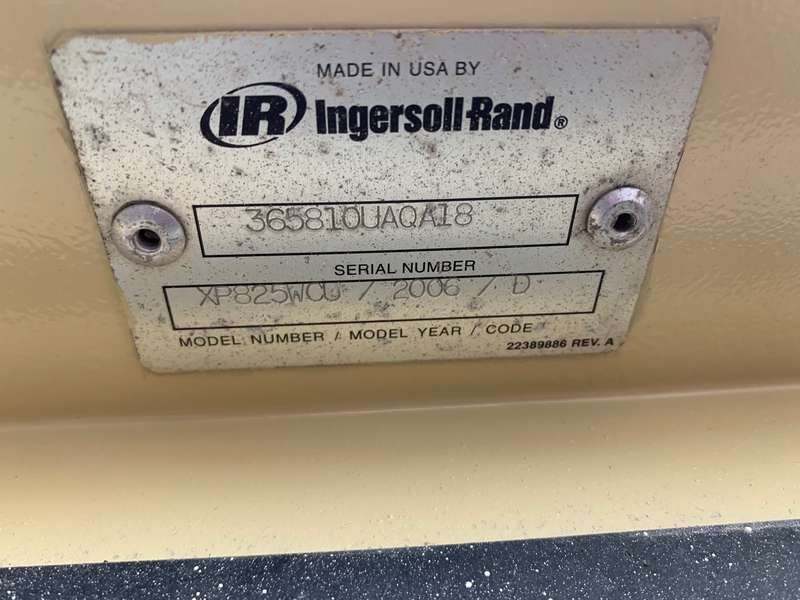 MADE IN USA BY
IR Ingersoll-Rand®
365810UAQA18
SERIAL NUMBER
XP825WCU / 2006 / D
MODEL NUMBER / MODEL YEAR / CODE
22389886 REV. A